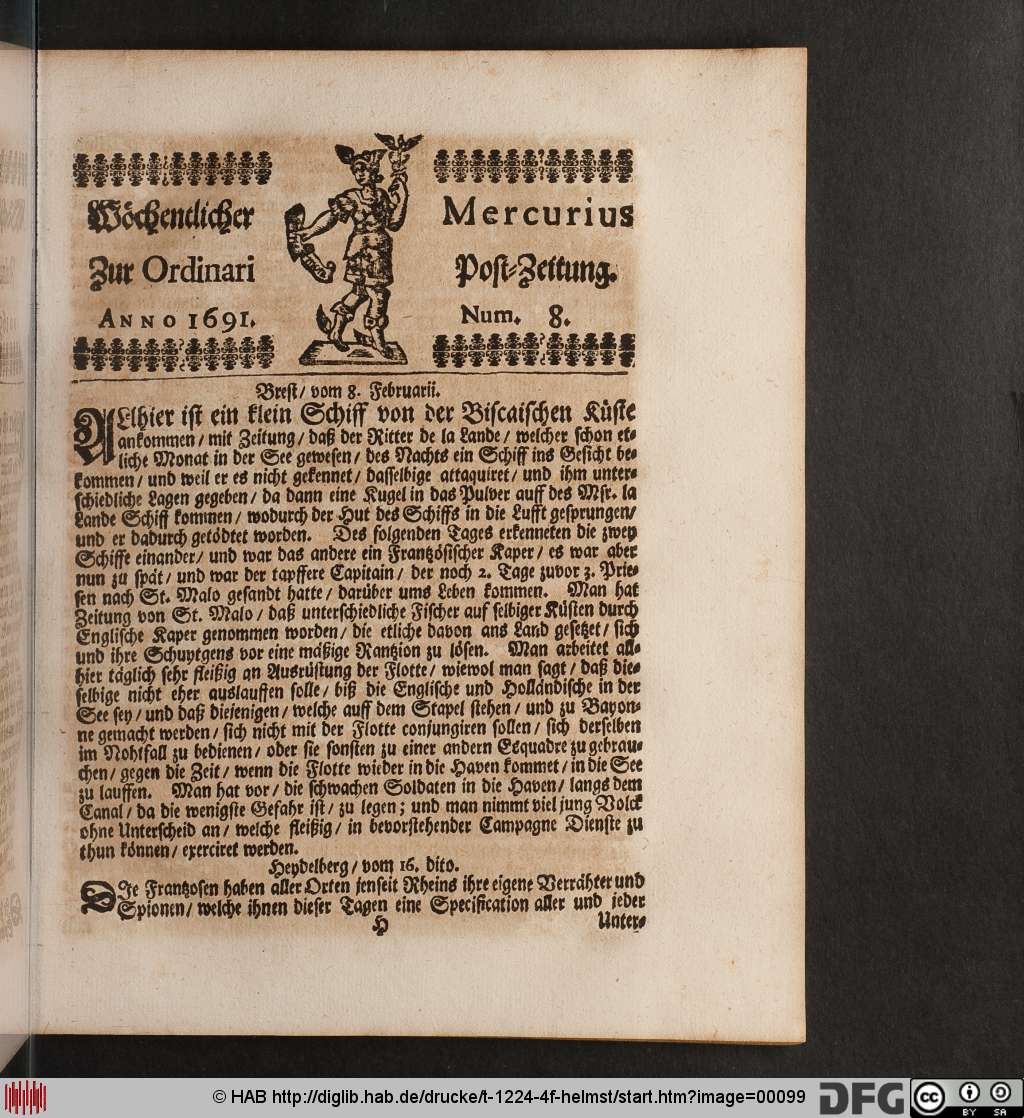 Wöchentlicher Mercurius
Zur Ordinari Post-Zeitung.
ANNO 1691. Num. 8.
Brest/ vom 8. Februarii.
ALlhier ist ein klein Schiff von der Biscaischen Küste
ankommen/ mit Zeitung/ daß der Ritter de la Lande/ welcher schon et-
liche Monat in der See gewesen/ des Nachts ein Schiff ins Gesicht be-
kommen/ und weil er es nicht gekennet/ dasselbige attaquiret/ und ihm unter-
schiedliche Lagen gegeben/ da dann eine Kugel in das Pulver auff des Msr. la
Lande Schiff kommen/ wodurch der Hut des Schiffs in die Lufft gesprungen/
und er dadurch getödtet worden. Des folgenden Tages erkenneten die zwey
Schiffe einander/ und war das andere ein Frantzösischer Kaper/ es war aber
nun zu spät/ und war der tapffere Capitain/ der noch 2. Tage zuvor 3. Prie-
sen nach St. Malo gesandt hatte/ darüber ums Leben kommen. Man hat
Zeitung von St. Malo/ daß unterschiedliche Fischer auf selbiger Küsten durch
Englische Kaper genommen worden/ die etliche davon ans Land gesetzet/ sich
und ihre Schuytgens vor eine mäßige Rantzion zu lösen. Man arbeitet all-
hier täglich sehr fleißig an Ausrüstung der Flotte/ wiewol man sagt/ daß die-
selbige nicht eher auslauffen solle/ biß die Englische und Holländische in der
See sey/ und daß diejenigen/ welche auff dem Stapel stehen/ und zu Bayon-
ne gemacht werden/ sich nicht mit der Flotte conjungiren sollen/ sich derselben
im Nohtfall zu bedienen/ oder sie sonsten zu einer andern Esquadre zu gebrau-
chen/ gegen die Zeit/ wenn die Flotte wieder in die Haven kommet/ in die See
zu lauffen. Man hat vor/ die schwachen Soldaten in die Haven/ langs dem
Canal/ da die wenigste Gefahr ist/ zu legen; und man nimmt viel jung Volck
ohne Unterscheid an/ welche fleißig/ in bevorstehender Campagne Dienste zu
thun können/ exerciret werden.
Heydelberg/ vom 16. dito.
DIe Frantzosen haben aller Orten jenseit Rheins ihre eigene Verrähter und
Spionen/ welche ihnen dieser Tagen eine Specification aller und jeder
H Unter-
© HAB http://diglib.hab.de/drucke/t-1224-4f-helmst/start.htm?image=00099
DFG
cc BY SA